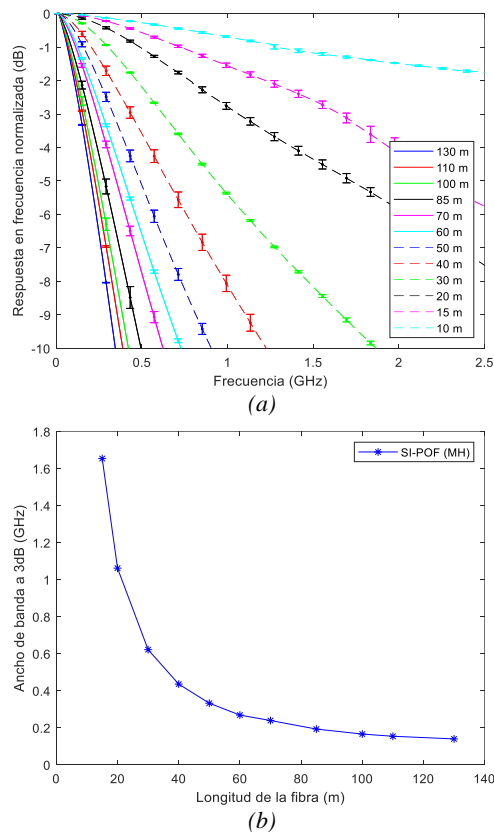 0
-1
-2
-3
-4
-5
-6
-7
-8
-9
-10
Respuesta en frecuencia normalizada (dB)
130 m
110 m
100 m
85 m
70 m
60 m
50 m
40 m
30 m
20 m
15 m
10 m
0 0.5 1 1.5 2 2.5
Frecuencia (GHz)
(a)
1.8
1.6
1.4
1.2
1
0.8
0.6
0.4
0.2
0
Ancho de banda a 3dB (GHz)
SI-POF (MH)
0 20 40 60 80 100 120 140
Longitud de la fibra (m)
(b)